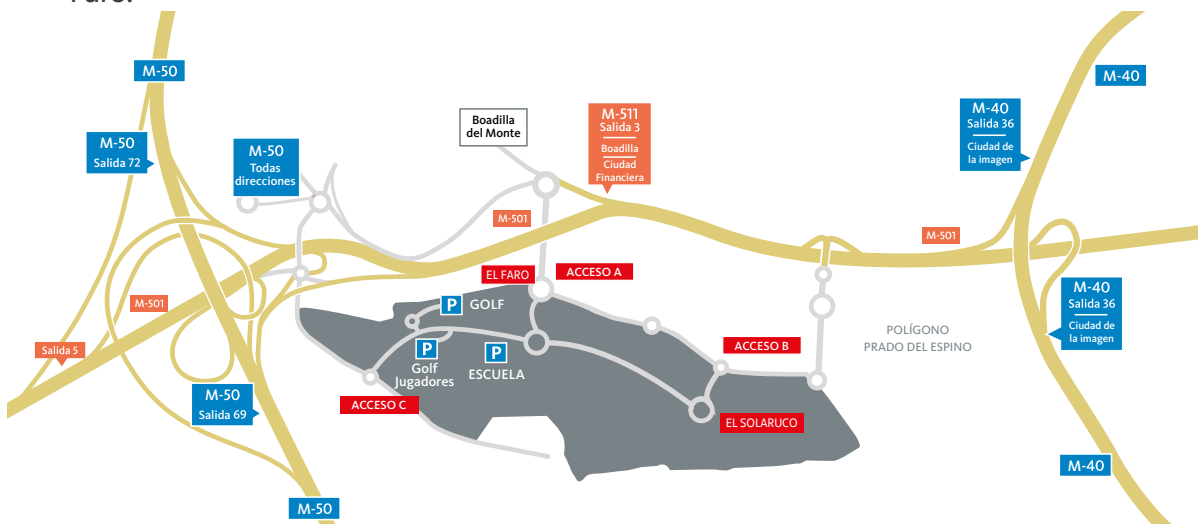 Faro.
M-50
M-40
M-50
Salida 72
M-50
Todas
direcciones
Boadilla
del Monte
M-511
Salida 3
Boadilla
Ciudad
Financiera
M-40
Salida 36
Ciudad de
la imagen
M-501
M-501
EL FARO
ACCESO A
M-501
P
GOLF
M-40
Salida 36
Ciudad de
la imagen
POLÍGONO
PRADO DEL ESPINO
Salida 5
P
Golf
Jugadores
P
ESCUELA
ACCESO B
M-50
Salida 69
ACCESO C
EL SOLARUCO
M-40
M-50